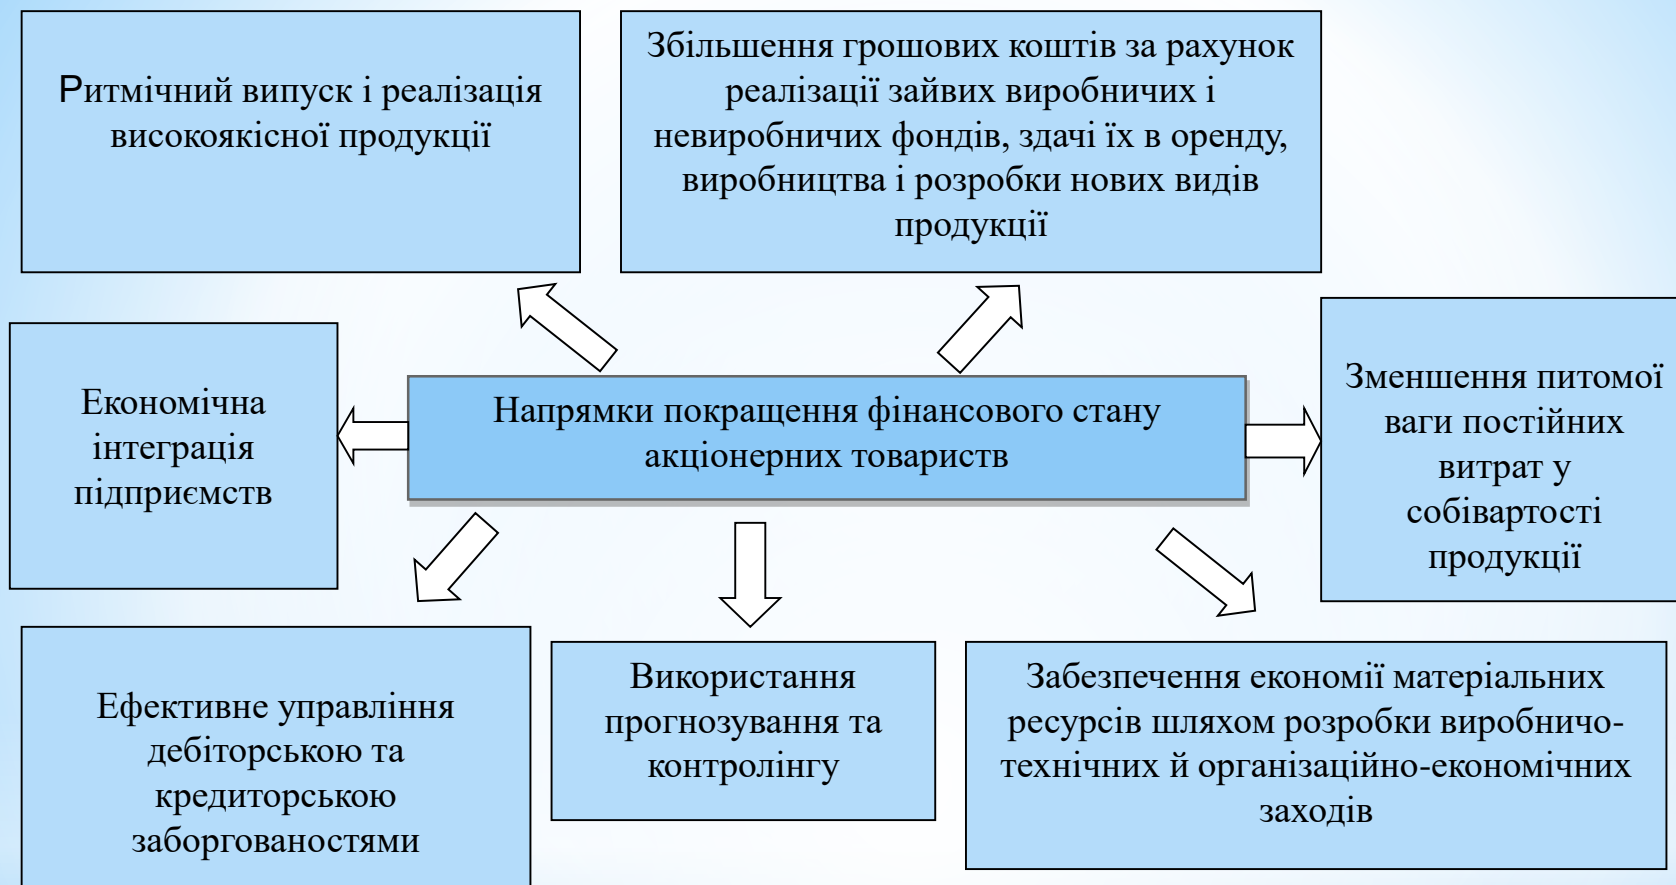 Ритмічний випуск і реалізація
високоякісної продукції
Збільшення грошових коштів за рахунок
реалізації зайвих виробничих і
невиробничих фондів, здачі їх в оренду,
виробництва і розробки нових видів
продукції
Економічна
інтеграція
підприємств
Напрямки покращення фінансового стану
акціонерних товариств
Зменшення питомої
ваги постійних
витрат у
собівартості
продукції
Ефективне управління
дебіторською та
кредиторською
заборгованостями
Використання
прогнозування та
контролінгу
Забезпечення економії матеріальних
ресурсів шляхом розробки виробничо-
технічних й організаційно-економічних
заходів